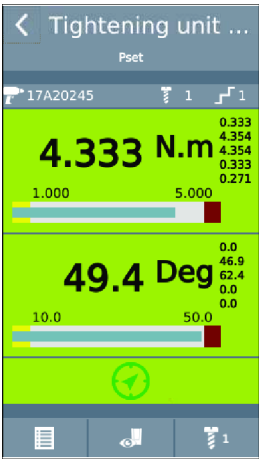 Tightening unit ...
Pset
17A20245 1 1
4.333 N.m
0.333
4.354
4.354
0.333
0.271
1.000 5.000
49.4 Deg
0.0
46.9
62.4
0.0
0.0
10.0 50.0
1